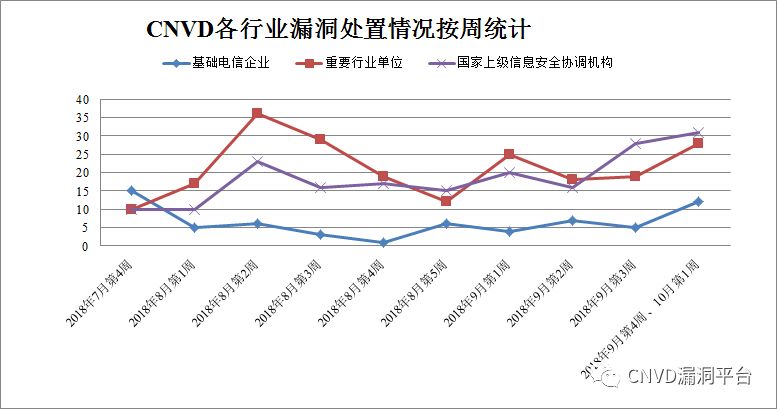 CNVD各行业漏洞处置情况按周统计
基础电信企业 重要行业单位 国家上级信息安全协调机构
40
35
30
25
20
15
10
5
0
2018年7月第4周
2018年8月第1周
2018年8月第2周
2018年8月第3周
2018年8月第4周
2018年8月第5周
2018年9月第1周
2018年9月第2周
2018年9月第3周
2018年9月第4周、10月第1周
CNVD漏洞平台